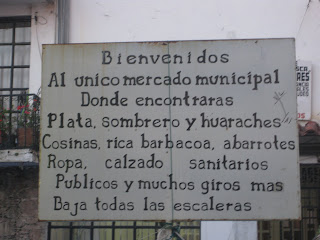 Bienvenidos
Al unico mercado municipal
Donde encontraras
Plata, sombrero y huaraches
Cosinas, rica barbacoa, abarrotes
Ropa, calzado sanitarios
Publicos y muchos giros mas
Baja todas las escaleras